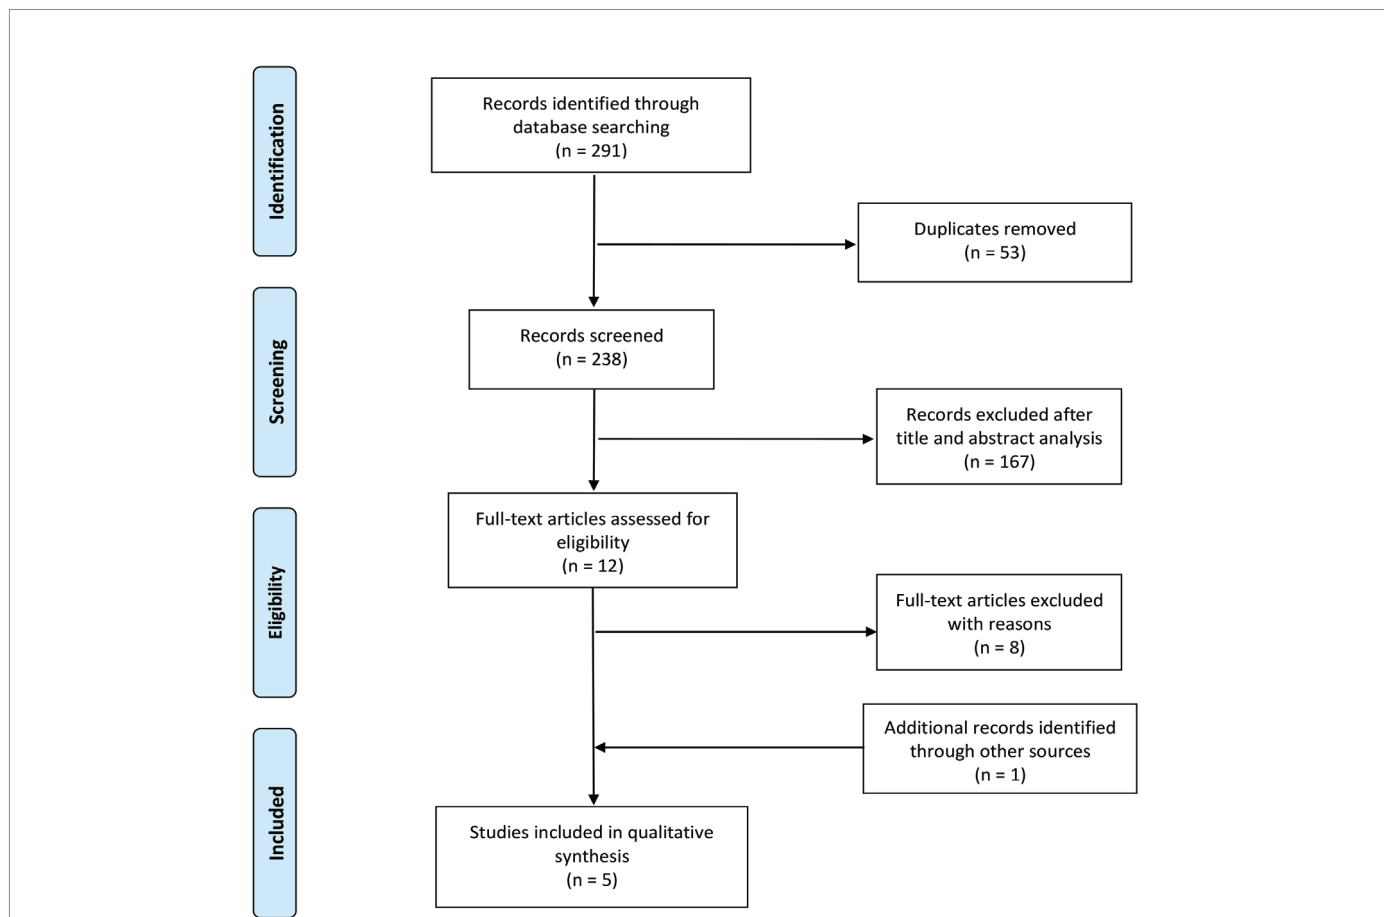 Identification
Records identified through
database searching
(n = 291)
Duplicates removed
(n = 53)
Screening
Records screened
(n = 238)
Records excluded after
title and abstract analysis
(n = 167)
Eligibility
Full-text articles assessed for
eligibility
(n = 12)
Full-text articles excluded
with reasons
(n = 8)
Additional records identified
through other sources
(n = 1)
Included
Studies included in qualitative
synthesis
(n = 5)